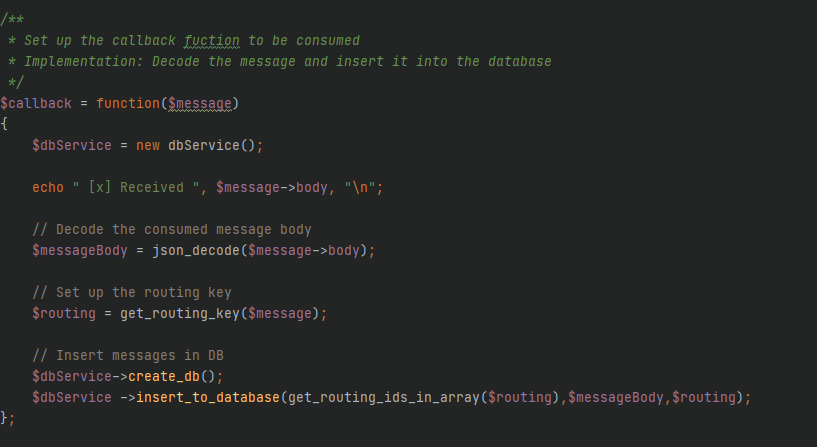 /**
 * Set up the callback fuction to be consumed
 * Implementation: Decode the message and insert it into the database
 */
$callback = function($message)
{
    $dbService = new dbService();
    echo " [x] Received ", $message->body, "\n";
    // Decode the consumed message body
    $messageBody = json_decode($message->body);
    // Set up the routing key
    $routing = get_routing_key($message);
    // Insert messages in DB
    $dbService->create_db();
    $dbService ->insert_to_database(get_routing_ids_in_array($routing),$messageBody,$routing);
};